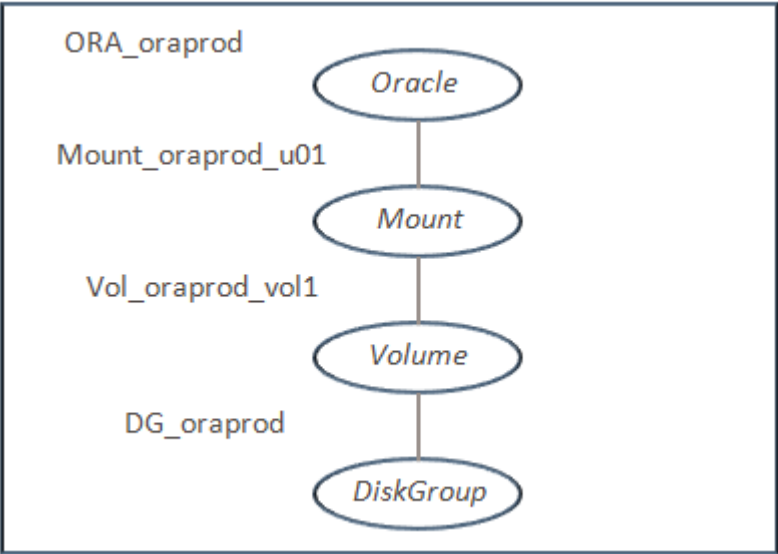 ORA_oraprod
Oracle
Mount_oraprod_u01
Mount
Vol_oraprod_vol1
Volume
DG_oraprod
DiskGroup